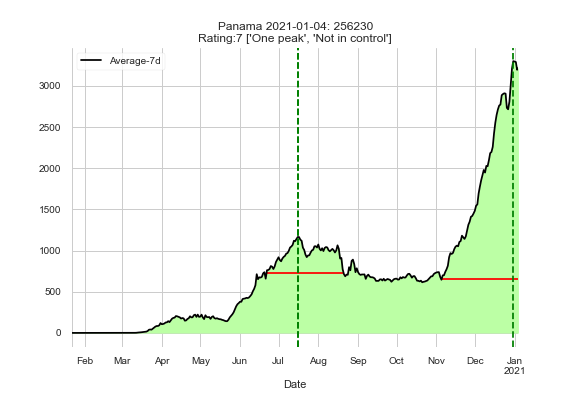 Panama 2021-01-04: 256230
Rating:7 ['One peak', 'Not in control']
Average-7d
3000
2500
2000
1500
1000
500
0
Feb Mar Apr May Jun Jul Aug Sep Oct Nov Dec Jan
2021
Date